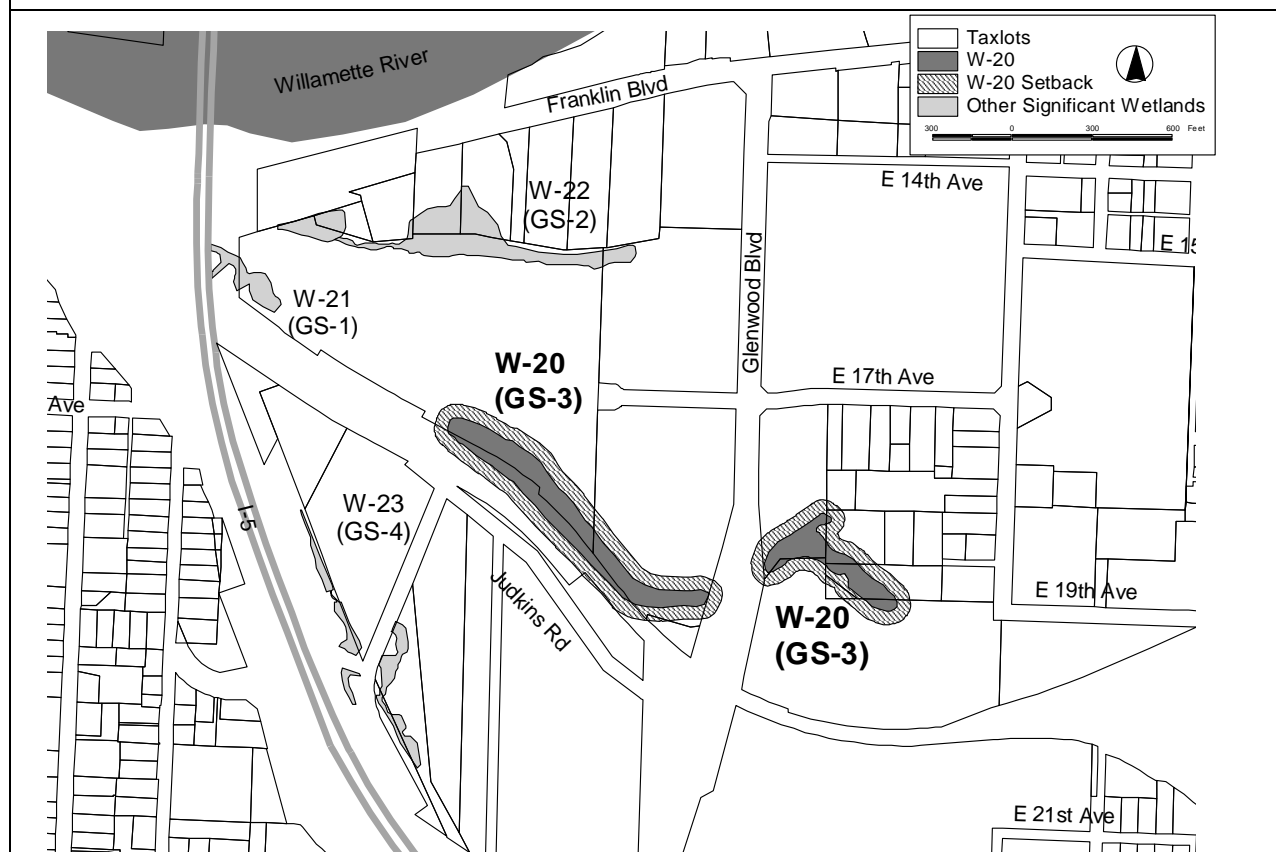 Taxlots
W-20
W-20 Setback
Other Significant Wetlands
300 0 300 600 Feet
Willamette River
Franklin Blvd
E 14th Ave
W-22
(GS-2)
E 15
Glenwood Blvd
W-21
(GS-1)
W-20
(GS-3)
E 17th Ave
Ave
W-23
(GS-4)
I-5
Judkins Rd
E 19th Ave
W-20
(GS-3)
E 21st Ave